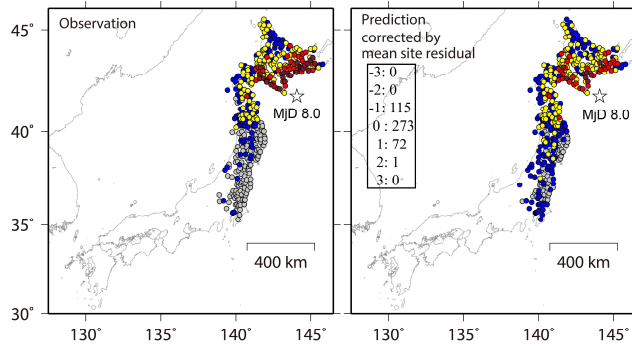 Observation
MjD 8.0
400 km
45˚
40˚
35˚
30˚
130˚
135˚
140˚
145˚
Prediction
corrected by
mean site residual
-3: 0
-2: 0
-1: 115
0 : 273
1: 72
2: 1
3: 0
MjD 8.0
400 km
130˚
135˚
140˚
145˚